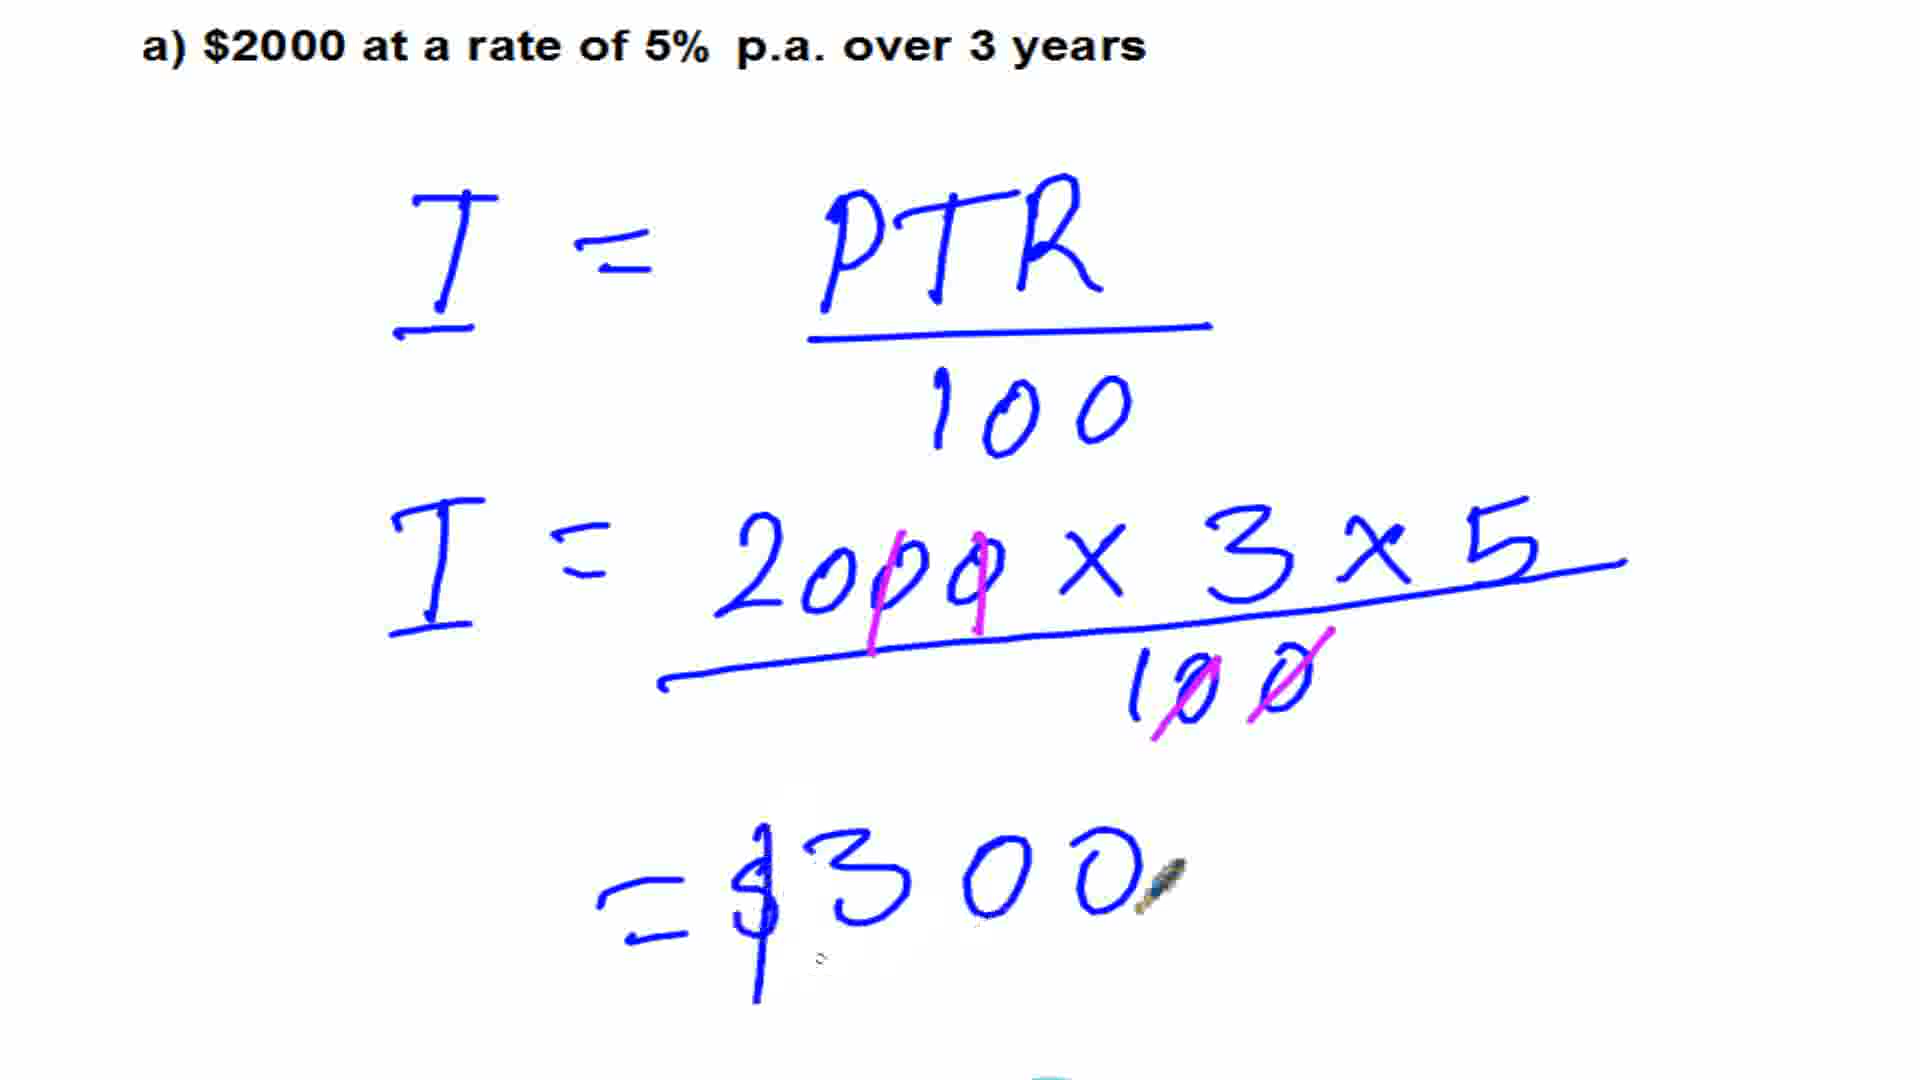 a) $2000 at a rate of 5% p.a. over 3 years
I = PTR
100
I = 2000 x 3 x 5
100
= $300